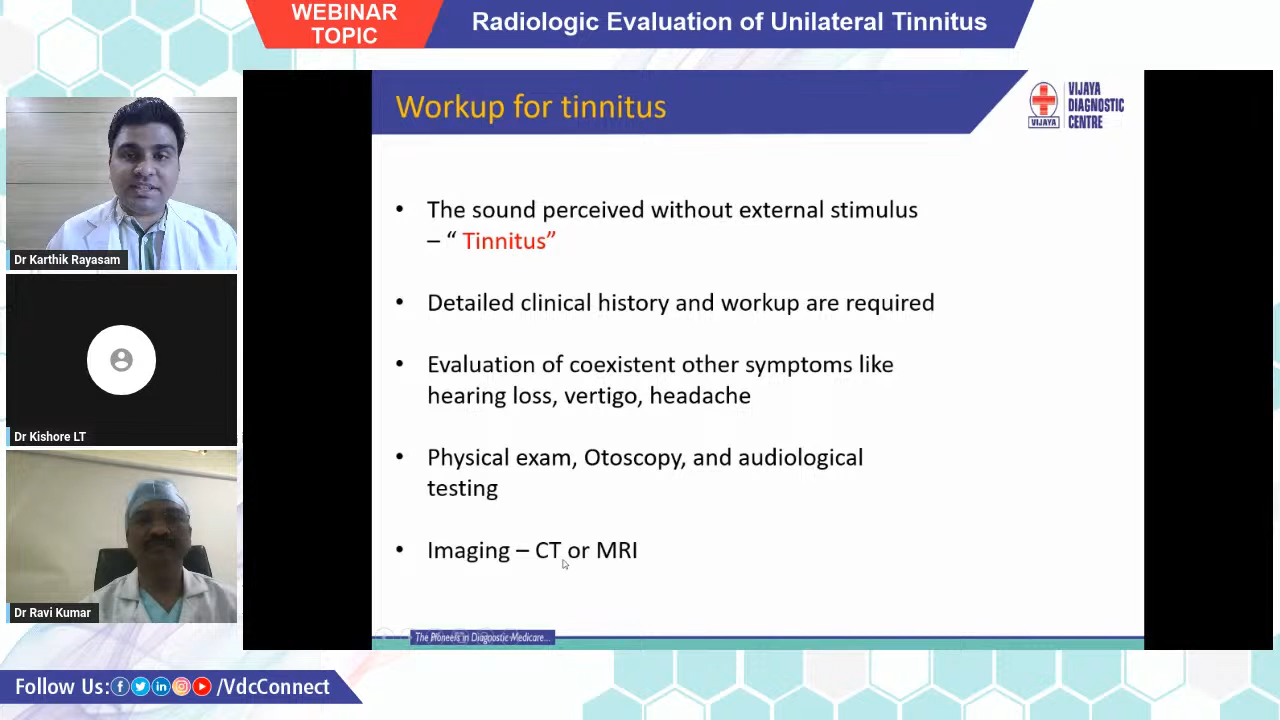 WEBINAR
TOPIC
Radiologic Evaluation of Unilateral Tinnitus
Workup for tinnitus
VIJAYA
VIJAYA
DIAGNOSTIC
CENTRE
• The sound perceived without external stimulus
– “ Tinnitus”
• Detailed clinical history and workup are required
• Evaluation of coexistent other symptoms like
hearing loss, vertigo, headache
• Physical exam, Otoscopy, and audiological
testing
• Imaging – CT or MRI
The Pioneers in Diagnostic Medicare...
Dr Karthik Rayasam
Dr Kishore LT
Dr Ravi Kumar
Follow Us: /VdcConnect